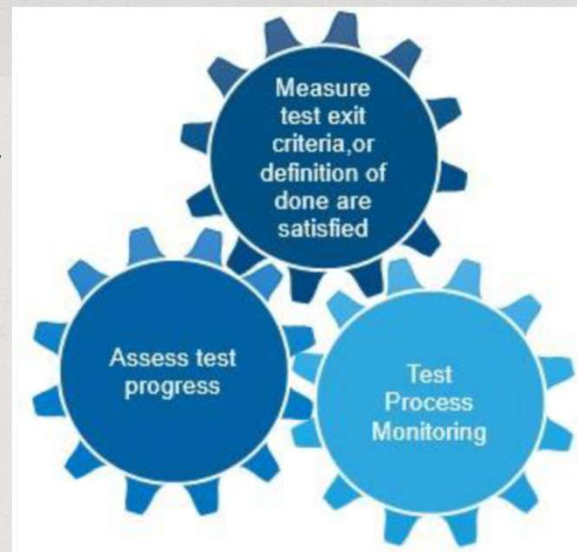 Measure
test exit
criteria,or
definition of
done are
satisfied
Assess test
progress
Test
Process
Monitoring